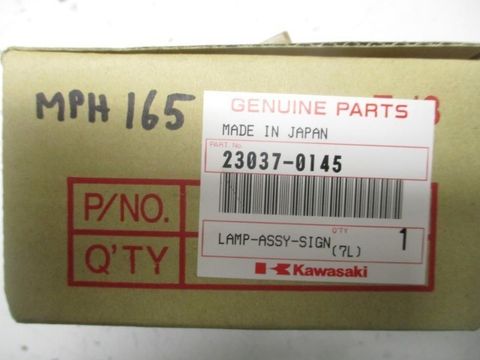 MPH 165
GENUINE PARTS
MADE IN JAPAN
PART No.
23037-0145
P/NO.
Q'TY
LAMP-ASSY-SIGN
(7L)
Q'TY
1
Kawasaki